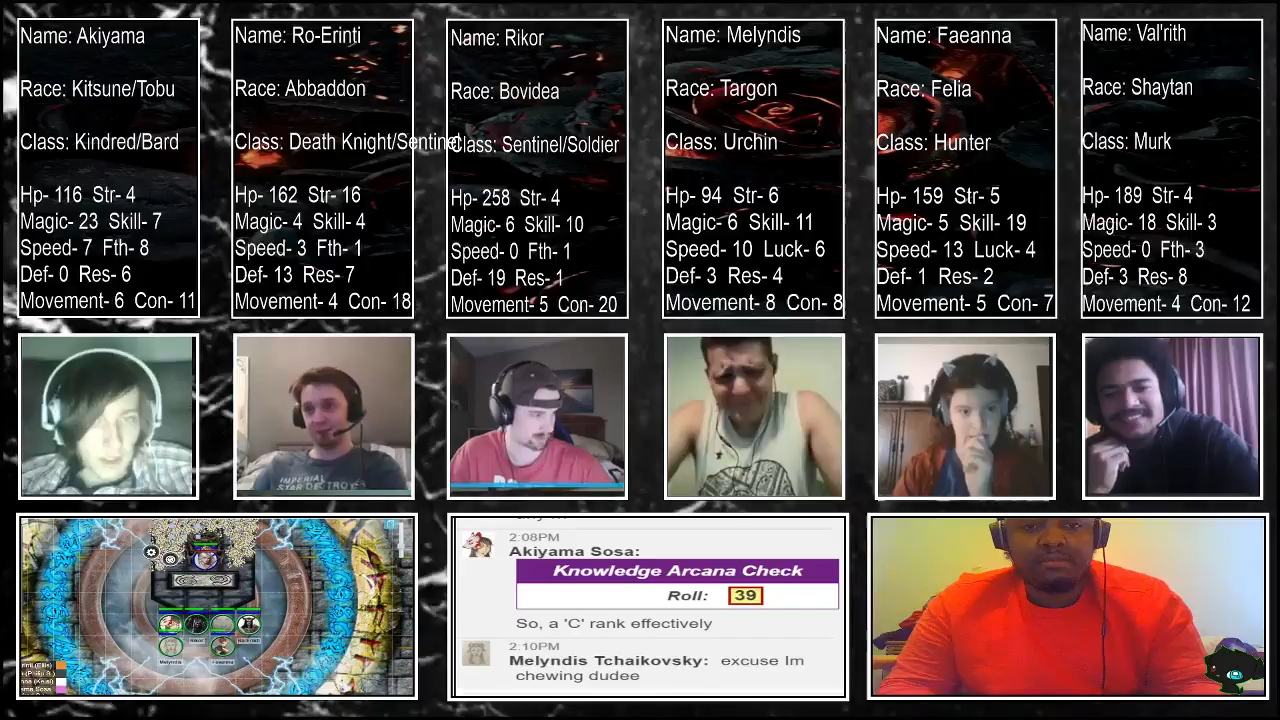 Name: Akiyama
Race: Kitsune/Tobu
Class: Kindred/Bard
Hp- 116 Str- 4
Magic- 23 Skill- 7
Speed- 7 Fth- 8
Def- 0 Res- 6
Movement- 6 Con- 11
Name: Ro-Erinti
Race: Abbaddon
Class: Death Knight/Sentinel
Hp- 162 Str- 16
Magic- 4 Skill- 4
Speed- 3 Fth- 1
Def- 13 Res- 7
Movement- 4 Con- 18
Name: Rikor
Race: Bovidea
Class: Sentinel/Soldier
Hp- 258 Str- 4
Magic- 6 Skill- 10
Speed- 0 Fth- 1
Def- 19 Res- 1
Movement- 5 Con- 20
Name: Melyndis
Race: Targon
Class: Urchin
Hp- 94 Str- 6
Magic- 6 Skill- 11
Speed- 10 Luck- 6
Def- 3 Res- 4
Movement- 8 Con- 8
Name: Faeanna
Race: Felia
Class: Hunter
Hp- 159 Str- 5
Magic- 5 Skill- 19
Speed- 13 Luck- 4
Def- 1 Res- 2
Movement- 5 Con- 7
Name: Val'rith
Race: Shaytan
Class: Murk
Hp- 189 Str- 4
Magic- 18 Skill- 3
Speed- 0 Fth- 3
Def- 3 Res- 8
Movement- 4 Con- 12
IMPERIAL
STAR DESTROY
Rikor
Melyndis
Faeanna
2:08PM
Akiyama Sosa:
Knowledge Arcana Check
Roll: 39
So, a 'C' rank effectively
2:10PM
Melyndis Tchaikovsky: excuse Im
chewing dudee